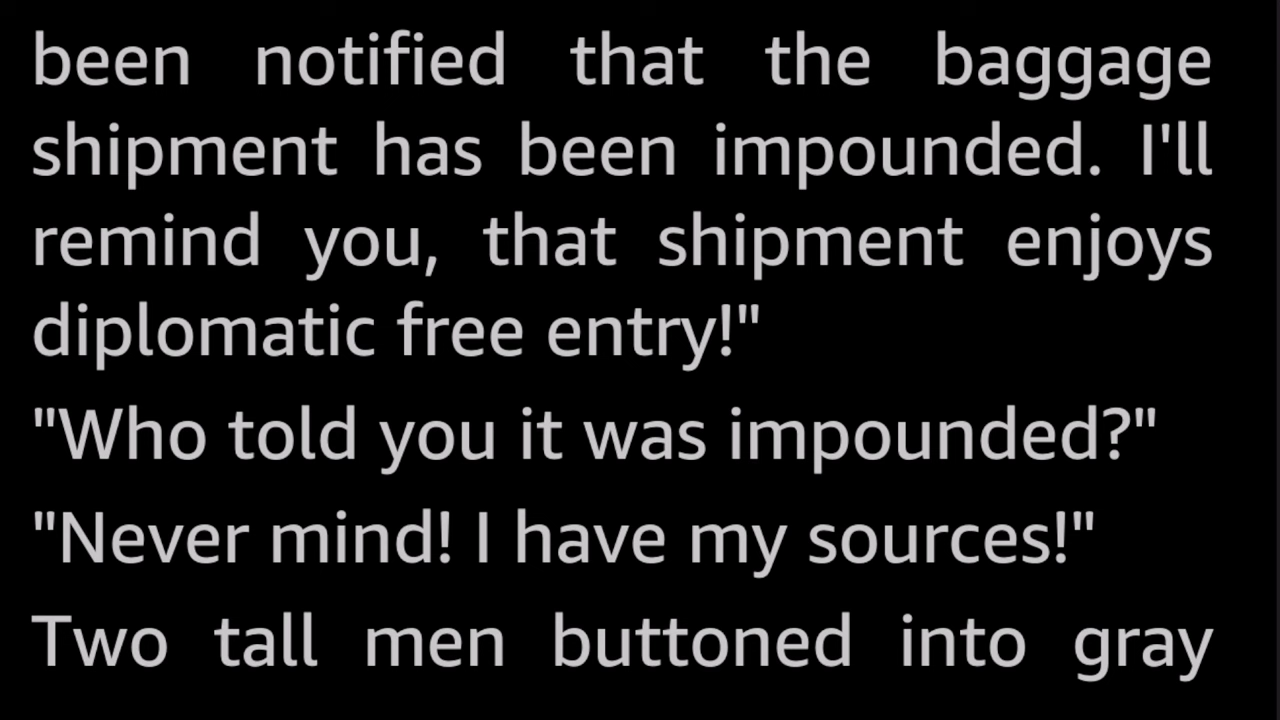 been notified that the baggage
shipment has been impounded. I'll
remind you, that shipment enjoys
diplomatic free entry!"
"Who told you it was impounded?"
"Never mind! I have my sources!"
Two tall men buttoned into gray